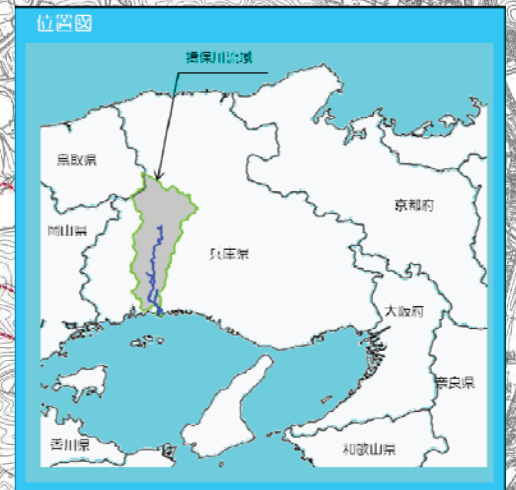 位置図
揖保川流域
鳥取県
京都府
岡山県
兵庫県
大阪府
奈良県
香川県
和歌山県